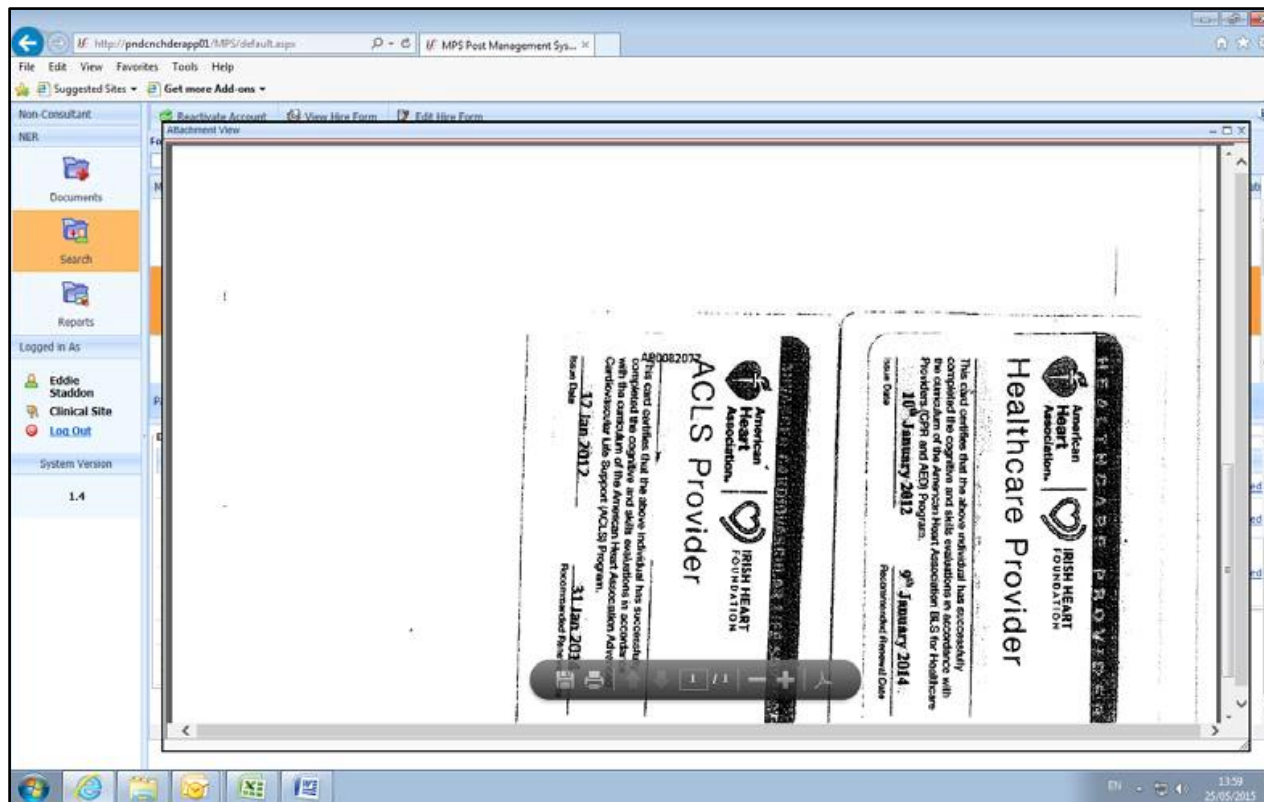 http://pndcnchderapp01/MPS/default.aspx
MPS Post Management Sys...
File Edit View Favorites Tools Help
Suggested Sites
Get more Add-ons
Non-Consultant
Reactivate Account
View Hire Form
Edit Hire Form
NER
Attachment View
Documents
Search
Reports
Logged in As
Eddie
Staddon
Clinical Site
Log Out
System Version
1.4
HEALTHCARE PROVIDER
American
Heart
Association®
IRISH HEART
FOUNDATION
Healthcare Provider
This card certifies that the above individual has successfully
completed the cognitive and skills evaluations in accordance with
the curriculum of the American Heart Association BLS for Healthcare
Providers (CPR and AED) Program.
10th January 2012
9th January 2014
Issue Date
Recommended Renewal Date
American
Heart
Association®
IRISH HEART
FOUNDATION
ACLS Provider
This card certifies that the above individual has successfully
completed the cognitive and skills evaluations in accordance
with the curriculum of the American Heart Association
Cardiovascular Life Support (ACLS) Program.
12 Jan 2012
31 Jan
Issue Date
Recommended
1 / 1
EN
13:59
25/05/2015